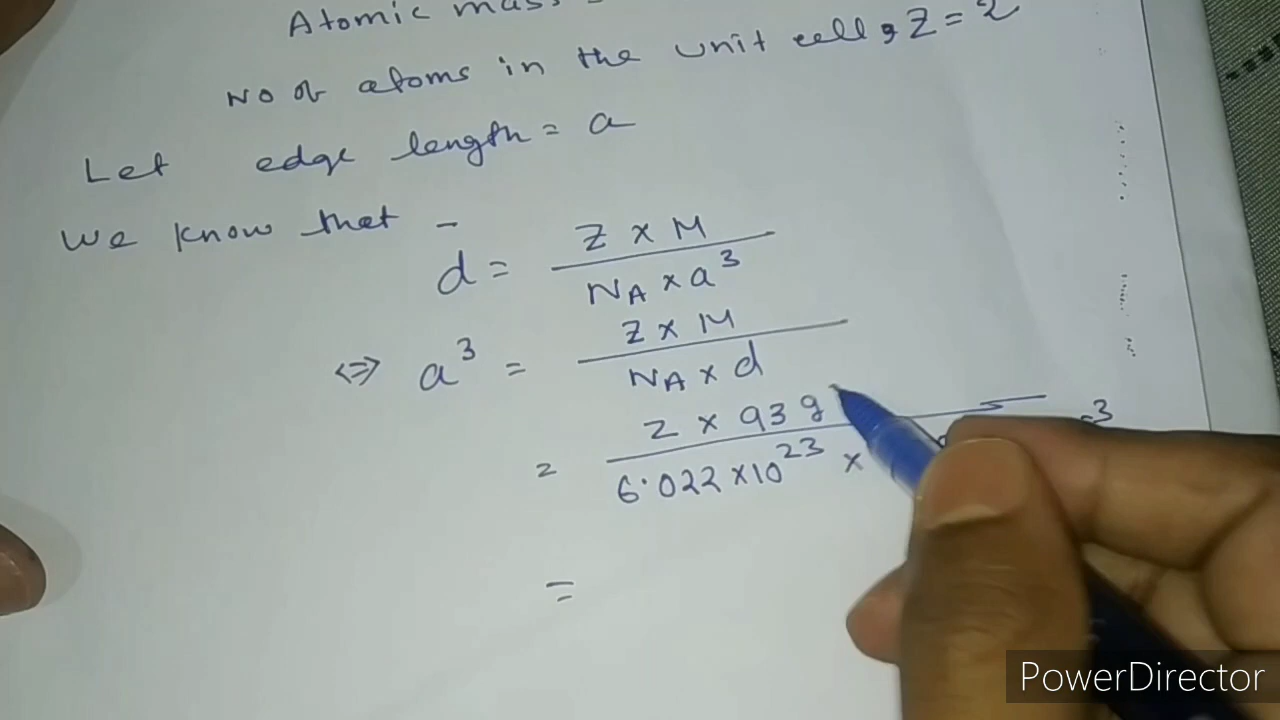 Atomic mass =
No of atoms in the unit cell, Z = 2
Let edge length = a
We know that -
d = Z × M / NA × a³
⇔ a³ = Z × M / NA × d
= 2 × 93 g / 6.022 × 10²³ ×
=
PowerDirector